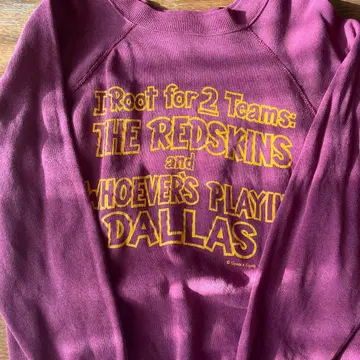 I Root for 2 Teams:
THE REDSKINS
and
WHOEVER'S PLAYIN
DALLAS
©